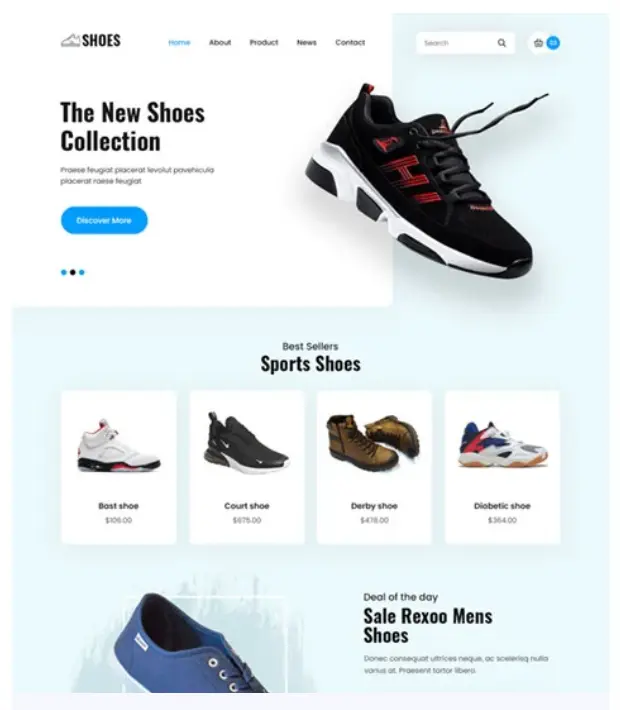 SHOES
Home About Product News Contact
Search
The New Shoes
Collection
Praese feugiat placerat levolut pavehicula
placerat raese feugiat
Discover More
Best Sellers
Sports Shoes
Bast shoe
$106.00
Court shoe
$675.00
Derby shoe
$478.00
Diabetic shoe
$364.00
Deal of the day
Sale Rexoo Mens
Shoes
Donec consequat ultrices neque, ac scelerisq nulla
varius at. Praesent tortor libero.